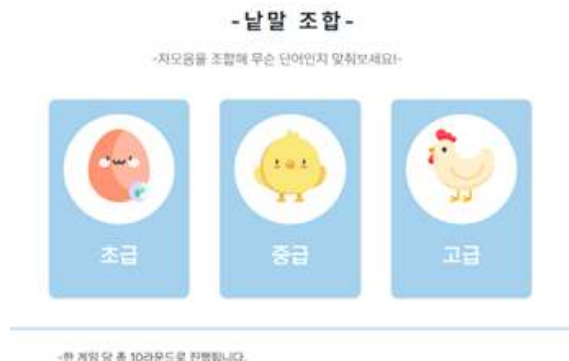 -낱말 조합-
-자모음을 조합해 무슨 단어인지 맞춰보세요!-
초급
중급
고급
-한 게임 당 총 10라운드로 진행됩니다.